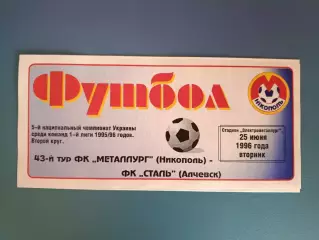 Футбол
НИКОПОЛЬ
5-й национальный чемпионат Украины
среди команд 1-й лиги 1995/96 годов.
Второй круг.
Стадион „Электрометаллург"
25 июня
1996 года
вторник
43-й тур ФК „МЕТАЛЛУРГ" (Никополь) -
ФК „СТАЛЬ" (Алчевск)